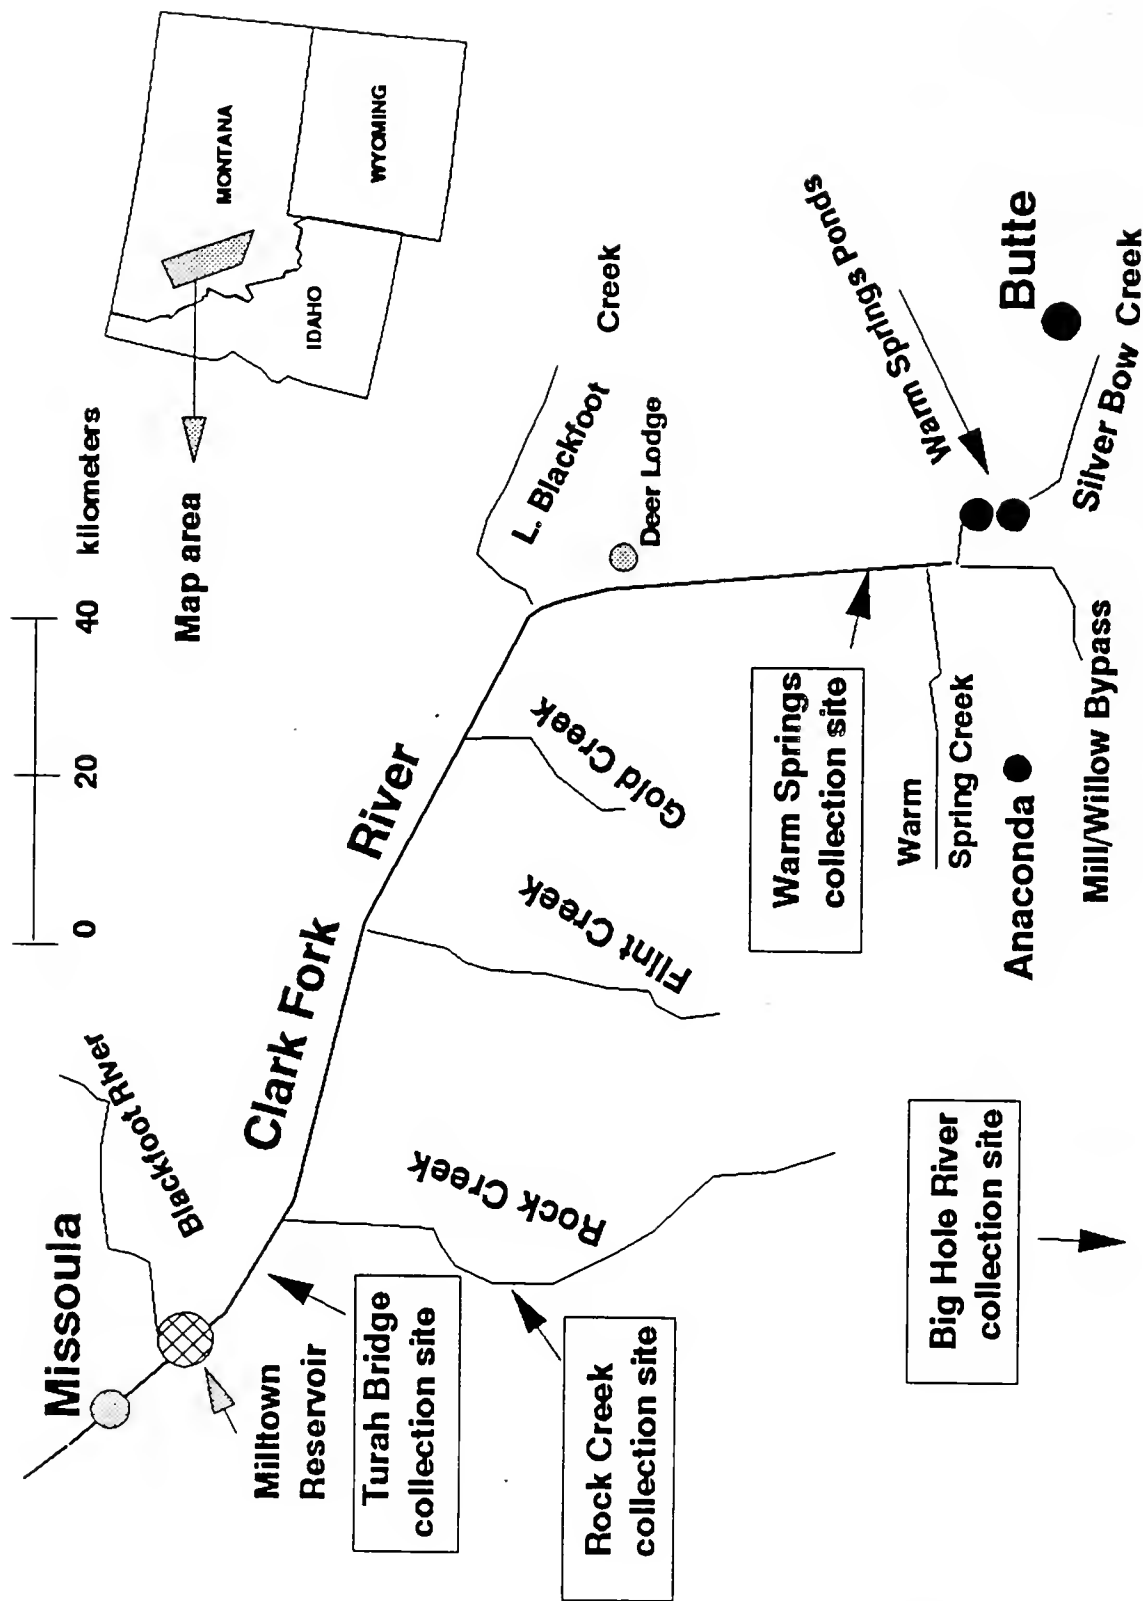 Missoula
Blackfoot River
0
20
40
kilometers
Map area
MONTANA
IDAHO
WYOMING
Clark Fork
River
Milltown
Reservoir
Turah Bridge
collection site
Rock Creek
Rock Creek
collection site
Flint Creek
Gold Creek
L. Blackfoot
Creek
Deer Lodge
Warm Springs
collection site
Warm Springs Ponds
Warm
Spring Creek
Anaconda
Butte
Silver Bow Creek
Mill/Willow Bypass
Big Hole River
collection site